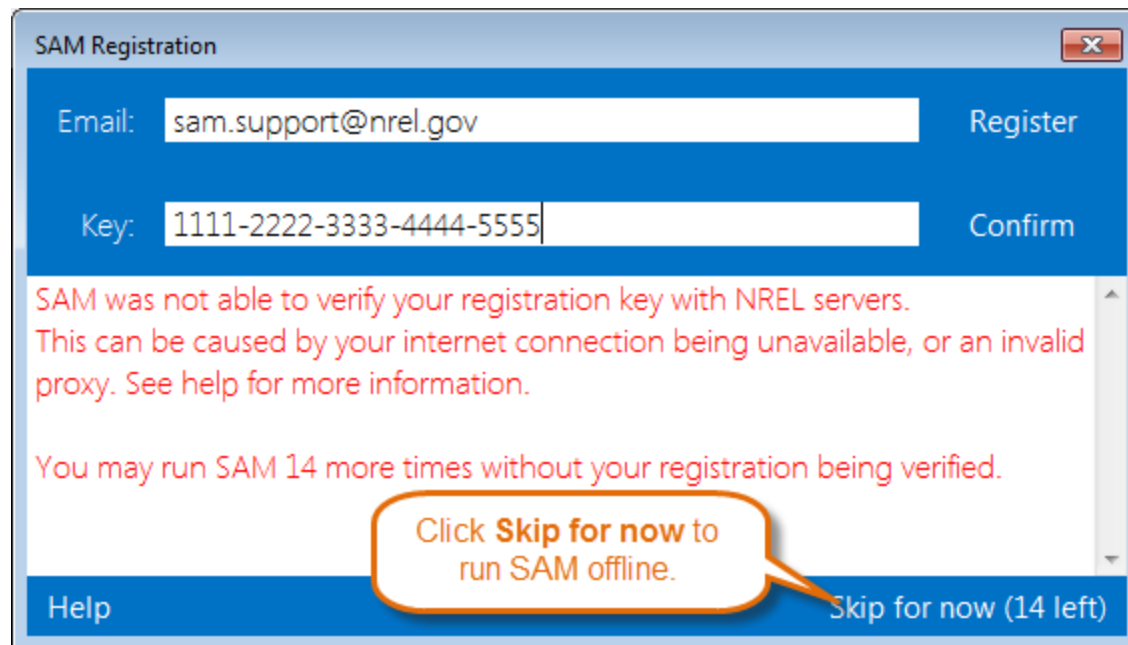 SAM Registration
Email: sam.support@nrel.gov Register
Key: 1111-2222-3333-4444-5555 Confirm
SAM was not able to verify your registration key with NREL servers.
This can be caused by your internet connection being unavailable, or an invalid
proxy. See help for more information.
You may run SAM 14 more times without your registration being verified.
Click Skip for now to
run SAM offline.
Help Skip for now (14 left)